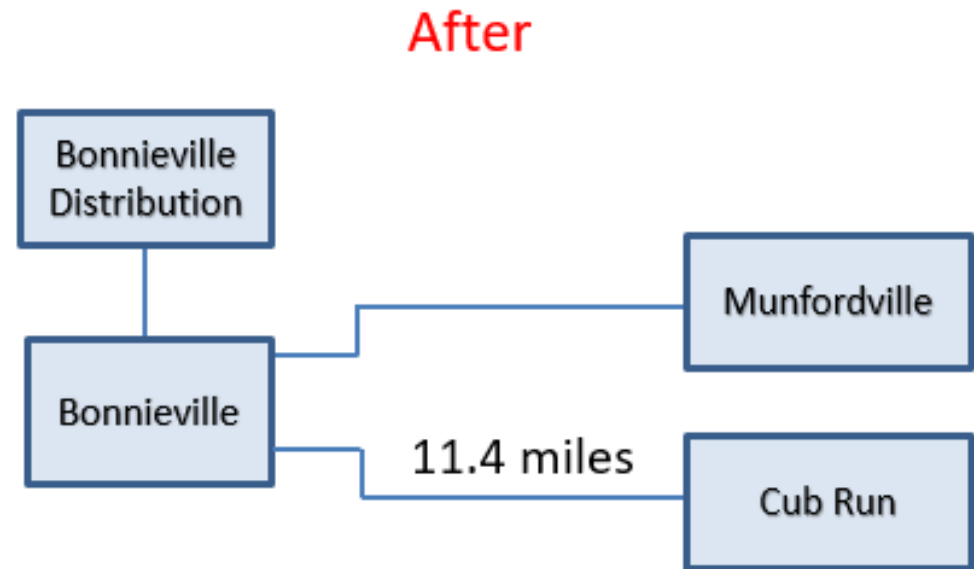 After
Bonnieville
Distribution
Munfordville
Bonnieville
11.4 miles
Cub Run